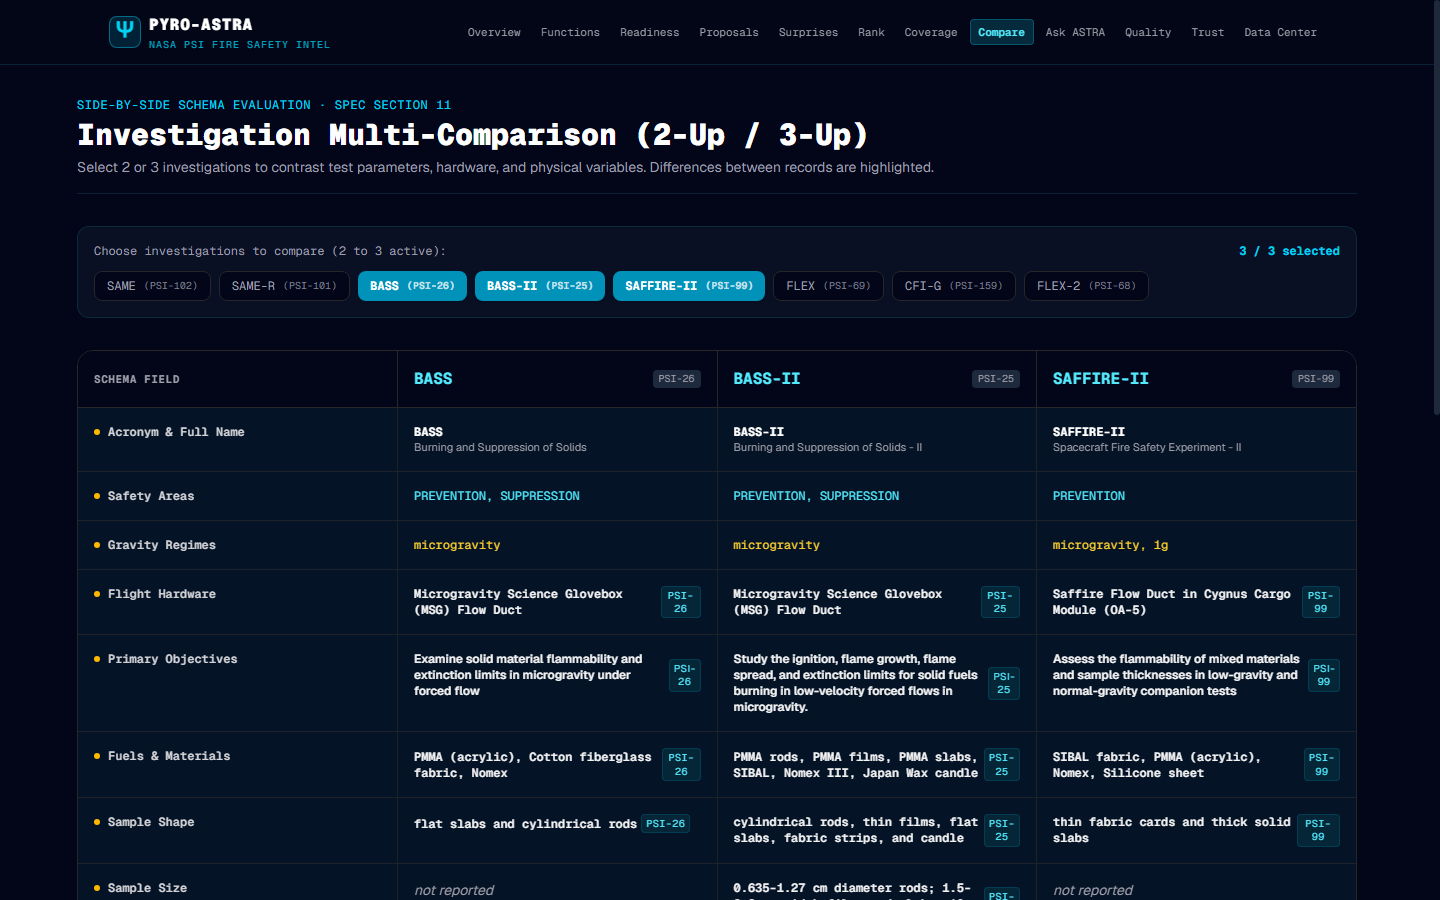 Ψ
PYRO-ASTRA
NASA PSI FIRE SAFETY INTEL
Overview Functions Readiness Proposals Surprises Rank Coverage Compare Ask ASTRA Quality Trust Data Center
SIDE-BY-SIDE SCHEMA EVALUATION · SPEC SECTION 11
Investigation Multi-Comparison (2-Up / 3-Up)
Select 2 or 3 investigations to contrast test parameters, hardware, and physical variables. Differences between records are highlighted.
Choose investigations to compare (2 to 3 active):
3 / 3 selected
SAME (PSI-102) SAME-R (PSI-101) BASS (PSI-26) BASS-II (PSI-25) SAFFIRE-II (PSI-99) FLEX (PSI-69) CFI-G (PSI-159) FLEX-2 (PSI-68)
SCHEMA FIELD
BASS PSI-26
BASS-II PSI-25
SAFFIRE-II PSI-99
Acronym & Full Name
BASS
Burning and Suppression of Solids
BASS-II
Burning and Suppression of Solids - II
SAFFIRE-II
Spacecraft Fire Safety Experiment - II
Safety Areas
PREVENTION, SUPPRESSION
PREVENTION, SUPPRESSION
PREVENTION
Gravity Regimes
microgravity
microgravity
microgravity, 1g
Flight Hardware
Microgravity Science Glovebox
(MSG) Flow Duct
PSI-
26
Microgravity Science Glovebox
(MSG) Flow Duct
PSI-
25
Saffire Flow Duct in Cygnus Cargo
Module (OA-5)
PSI-
99
Primary Objectives
Examine solid material flammability and
extinction limits in microgravity under
forced flow
PSI-
26
Study the ignition, flame growth, flame
spread, and extinction limits for solid fuels
burning in low-velocity forced flows in
microgravity.
PSI-
25
Assess the flammability of mixed materials
and sample thicknesses in low-gravity and
normal-gravity companion tests
PSI-
99
Fuels & Materials
PMMA (acrylic), Cotton fiberglass
fabric, Nomex
PSI-
26
PMMA rods, PMMA films, PMMA slabs,
SIBAL, Nomex III, Japan Wax candle
PSI-
25
SIBAL fabric, PMMA (acrylic),
Nomex, Silicone sheet
PSI-
99
Sample Shape
flat slabs and cylindrical rods PSI-26
cylindrical rods, thin films, flat
slabs, fabric strips, and candle
PSI-
25
thin fabric cards and thick solid
slabs
PSI-
99
Sample Size
not reported
0.635-1.27 cm diameter rods; 1.5-
PSI-
not reported